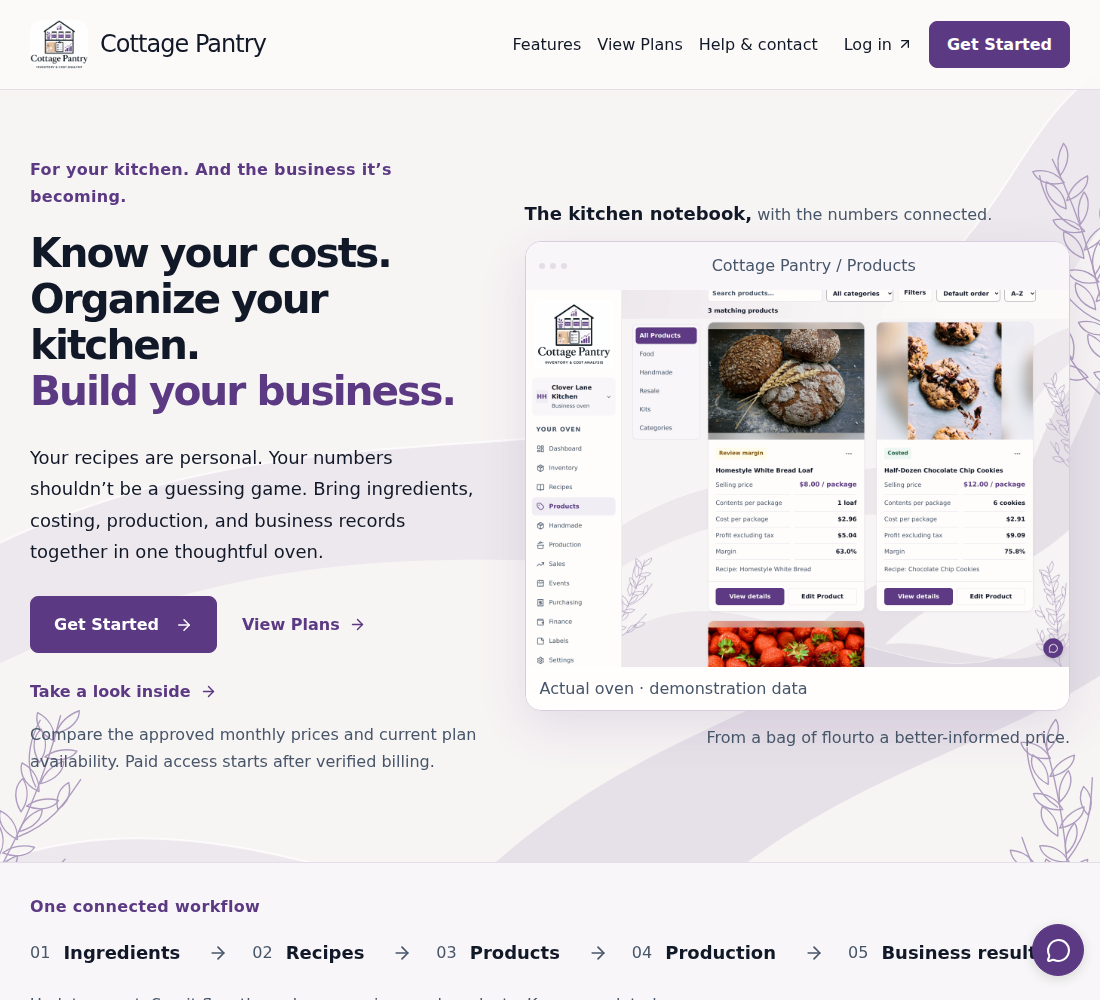 Cottage Pantry
INVENTORY & COST ANALYSIS
Cottage Pantry
Features
View Plans
Help & contact
Log in
Get Started
For your kitchen. And the business it’s
becoming.
Know your costs.
Organize your
kitchen.
Build your business.
Your recipes are personal. Your numbers
shouldn’t be a guessing game. Bring ingredients,
costing, production, and business records
together in one thoughtful oven.
Get Started
View Plans
Take a look inside
Compare the approved monthly prices and current plan
availability. Paid access starts after verified billing.
The kitchen notebook, with the numbers connected.
Cottage Pantry / Products
Cottage Pantry
INVENTORY & COST ANALYSIS
HH
Clover Lane
Kitchen
Business oven
YOUR OVEN
Dashboard
Inventory
Recipes
Products
Handmade
Production
Sales
Events
Purchasing
Finance
Labels
Settings
Search products...
All categories
Filters
Default order
A–Z
3 matching products
All Products
Food
Handmade
Resale
Kits
Categories
Review margin
Homestyle White Bread Loaf
Selling price $8.00 / package
Contents per package 1 loaf
Cost per package $2.96
Profit excluding tax $5.04
Margin 63.0%
Recipe: Homestyle White Bread
View details
Edit Product
Costed
Half-Dozen Chocolate Chip Cookies
Selling price $12.00 / package
Contents per package 6 cookies
Cost per package $2.91
Profit excluding tax $9.09
Margin 75.8%
Recipe: Chocolate Chip Cookies
View details
Edit Product
Actual oven · demonstration data
From a bag of flourto a better-informed price.
One connected workflow
01 Ingredients
02 Recipes
03 Products
04 Production
05 Business result